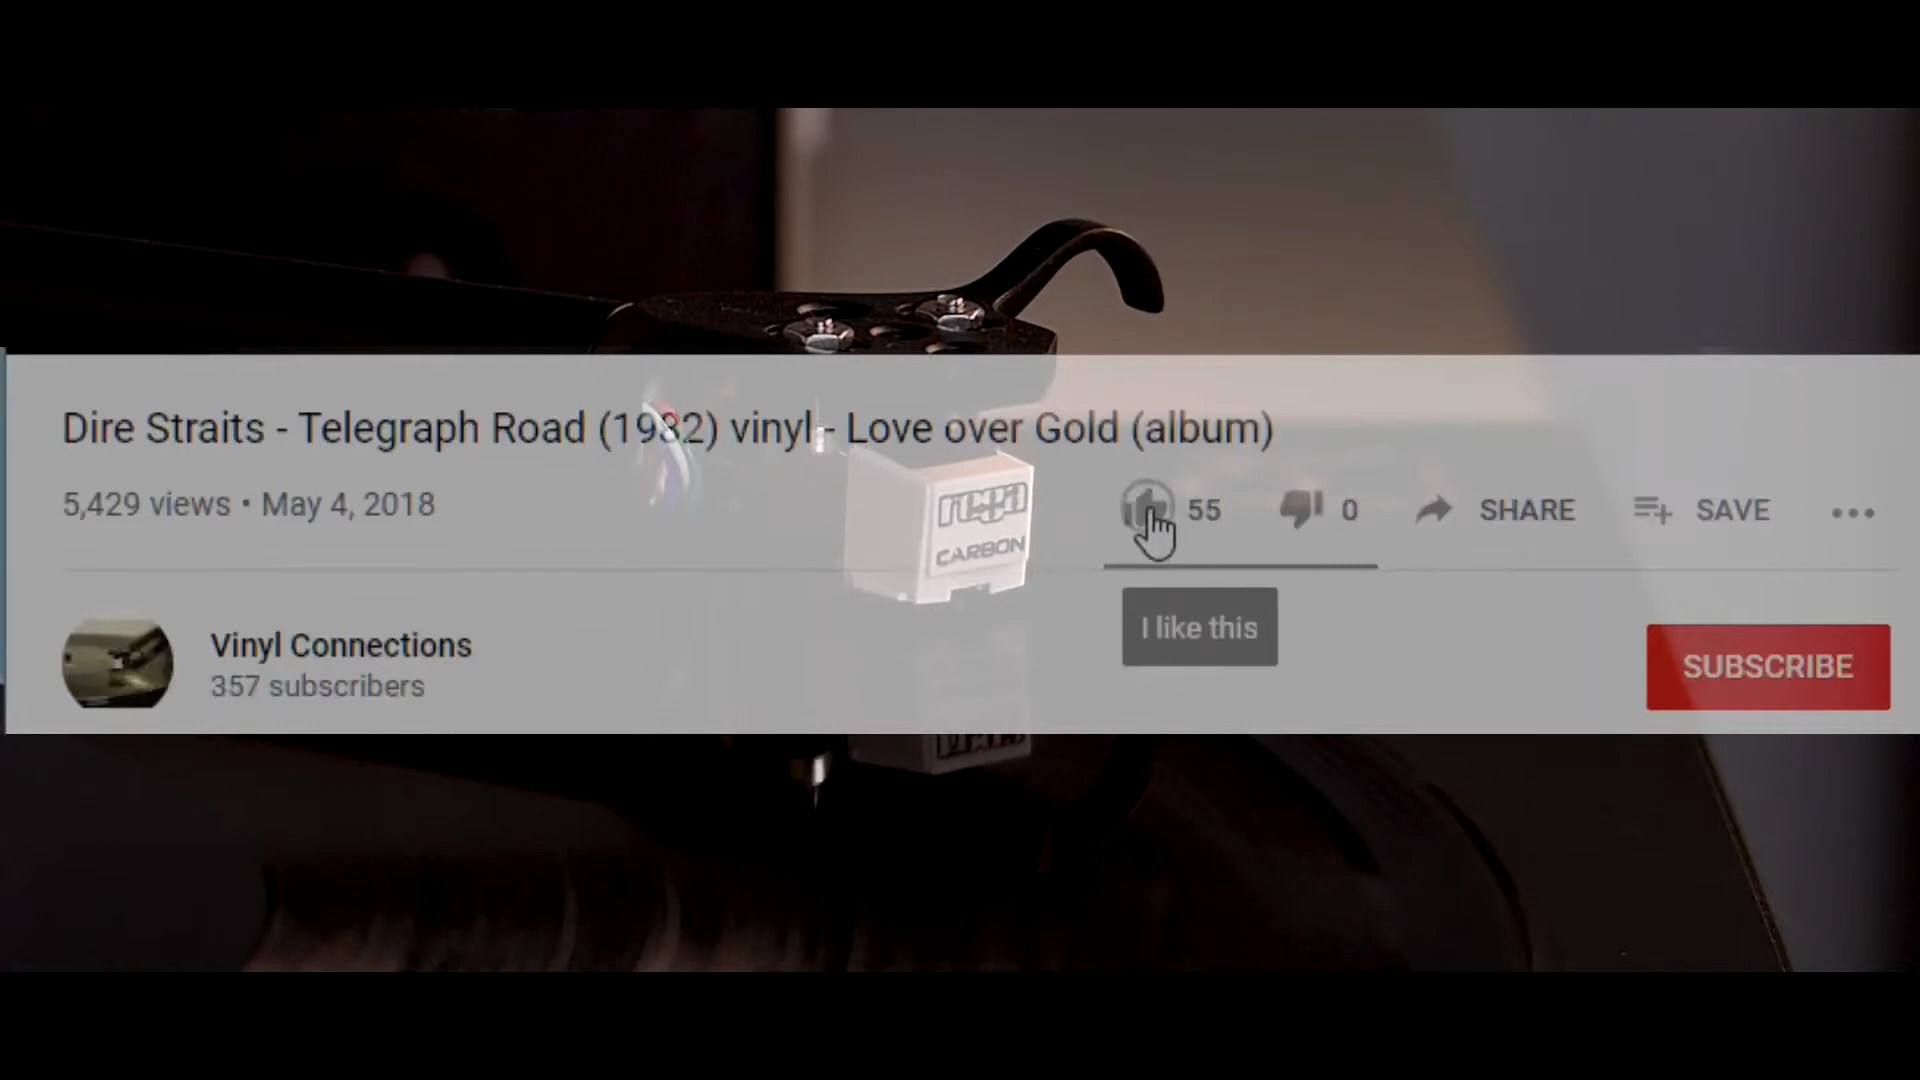 Dire Straits - Telegraph Road (1982) vinyl - Love over Gold (album)
5,429 views • May 4, 2018
55
0
SHARE
SAVE
rega
CARBON
I like this
Vinyl Connections
357 subscribers
SUBSCRIBE